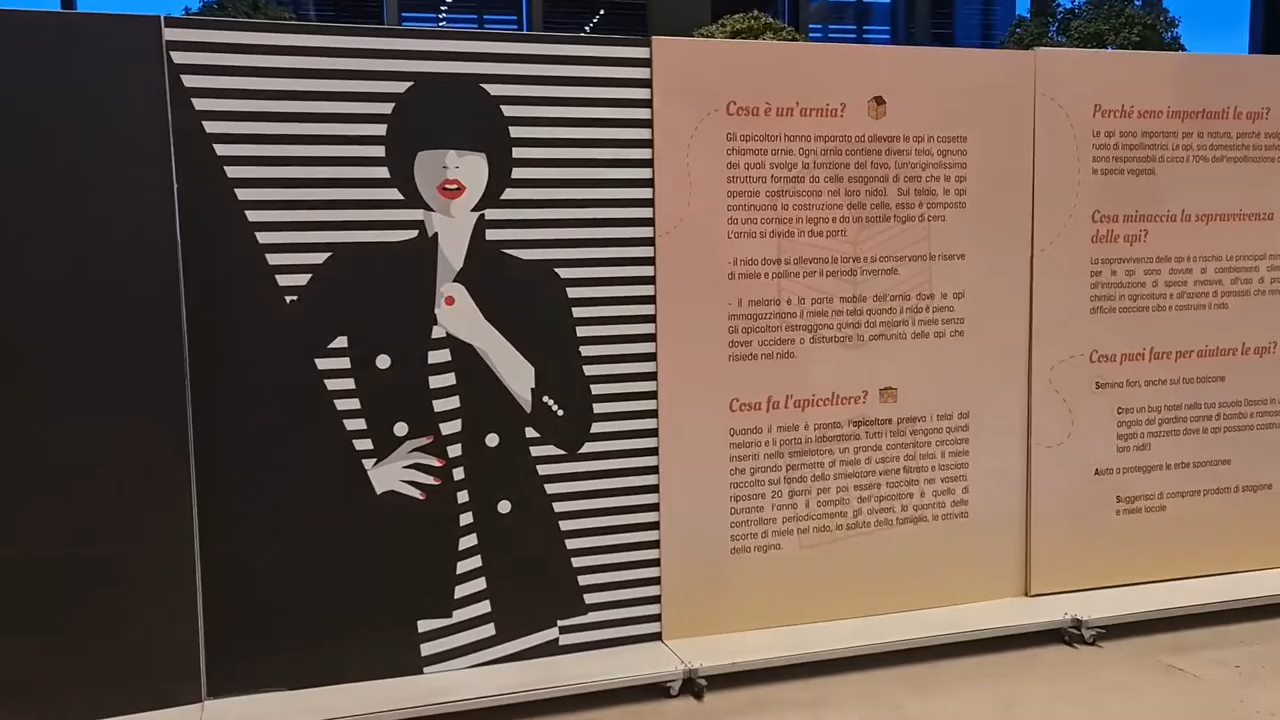 Cosa è un'arnia?
Gli apicoltori hanno imparato ad allevare le api in casette
chiamate arnie. Ogni arnia contiene diversi telai, ognuno
dei quali svolge la funzione del favo, (un'originalissima
struttura formata da celle esagonali di cera che le api
operaie costruiscono nel loro nido). Sul telaio, le api
continuano la costruzione delle celle, esso è composto
da una cornice in legno e da un sottile foglio di cera.
L'arnia si divide in due parti:
- il nido dove si allevano le larve e si conservano le riserve
di miele e polline per il periodo invernale.
- il melario è la parte mobile dell'arnia dove le api
immagazzinano il miele nei telai quando il nido è pieno.
Gli apicoltori estraggono quindi dal melario il miele senza
dover uccidere o disturbare la comunità delle api che
risiede nel nido.
Cosa fa l'apicoltore?
Quando il miele è pronto, l'apicoltore preleva i telai dal
melario e li porta in laboratorio. Tutti i telai vengono quindi
inseriti nello smielatore, un grande contenitore circolare
che girando permette al miele di uscire dai telai. Il miele
raccolto sul fondo dello smielatore viene filtrato e lasciato
riposare 20 giorni per poi essere raccolto nei vasetti.
Durante l'anno il compito dell'apicoltore è quello di
controllare periodicamente gli alveari: la quantità delle
scorte di miele nel nido, la salute della famiglia, le attività
della regina.
Perché sono importanti le api?
Le api sono importanti per la natura, perché svol
ruolo di impollinatrici. Le api, sia domestiche sia selv
sono responsabili di circa il 70% dell'impollinazione d
le specie vegetali.
Cosa minaccia la sopravvivenza
delle api?
La sopravvivenza delle api è a rischio. Le principali min
per le api sono dovute ai cambiamenti clim
all'introduzione di specie invasive, all'uso di pro
chimici in agricoltura e all'azione di parassiti che ren
difficile cacciare cibo e costruire il nido.
Cosa puoi fare per aiutare le api?
Semina fiori, anche sul tuo balcone
Crea un bug hotel nella tua scuola (lascia in u
angolo del giardino canne di bambù e ramos
legati a mazzetto dove le api possono costru
loro nidi!)
Aiuta a proteggere le erbe spontanee
Suggerisci di comprare prodotti di stagione
e miele locale